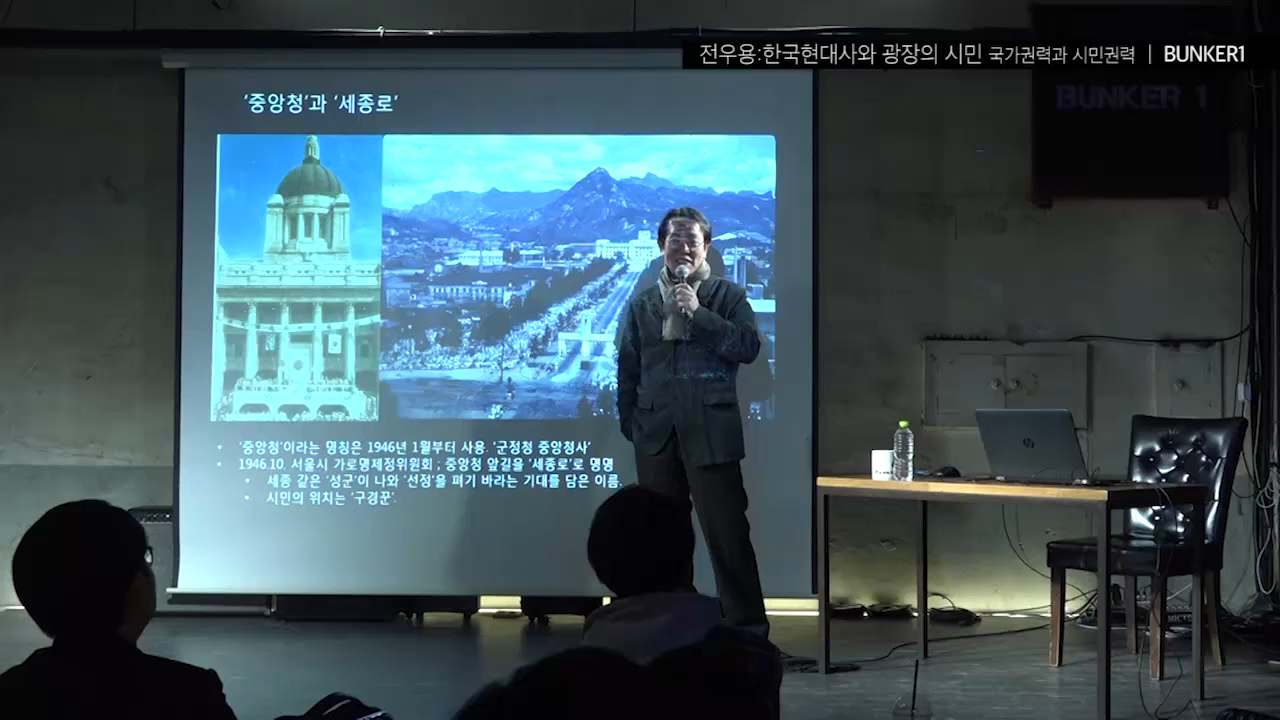 전우용:한국현대사와 광장의 시민 국가권력과 시민권력 | BUNKER1
BUNKER 1
'중앙청'과 '세종로'
• '중앙청'이라는 명칭은 1946년 1월부터 사용. '군정청 중앙청사'
• 1946.10. 서울시 가로명제정위원회 ; 중앙청 앞길을 '세종로'로 명명
• 세종 같은 '성군'이 나와 '선정'을 펴기 바라는 기대를 담은 이름.
• 시민의 위치는 '구경꾼'.
hp